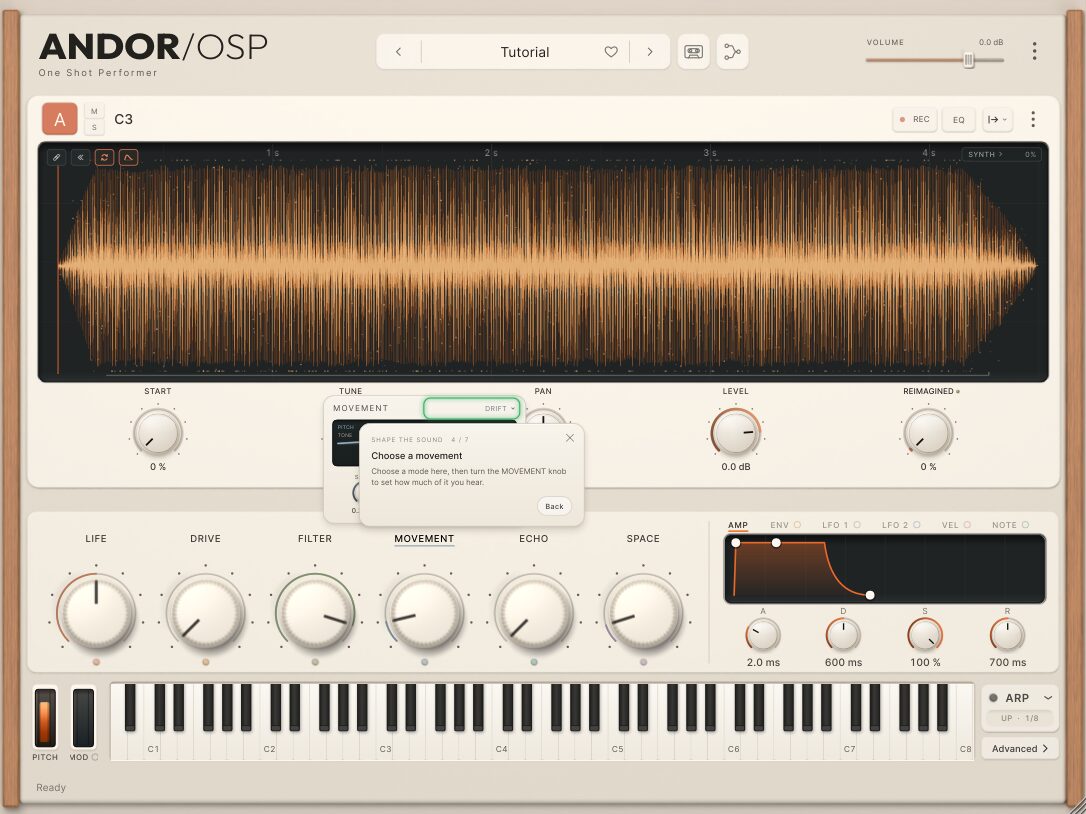 ANDOR/OSP
One Shot Performer
Tutorial
VOLUME 0.0 dB
A
M
S
C3
REC
EQ
1 s 2 s 3 s 4 s
SYNTH > 0%
START
0 %
TUNE
PAN
LEVEL
0.0 dB
REIMAGINED
0 %
MOVEMENT DRIFT
PITCH
TONE
SHAPE THE SOUND 4 / 7
Choose a movement
Choose a mode here, then turn the MOVEMENT knob
to set how much of it you hear.
Back
LIFE DRIVE FILTER MOVEMENT ECHO SPACE
AMP ENV LFO 1 LFO 2 VEL NOTE
A D S R
2.0 ms 600 ms 100 % 700 ms
PITCH MOD
C1 C2 C3 C4 C5 C6 C7 C8
ARP
UP · 1/8
Advanced
Ready